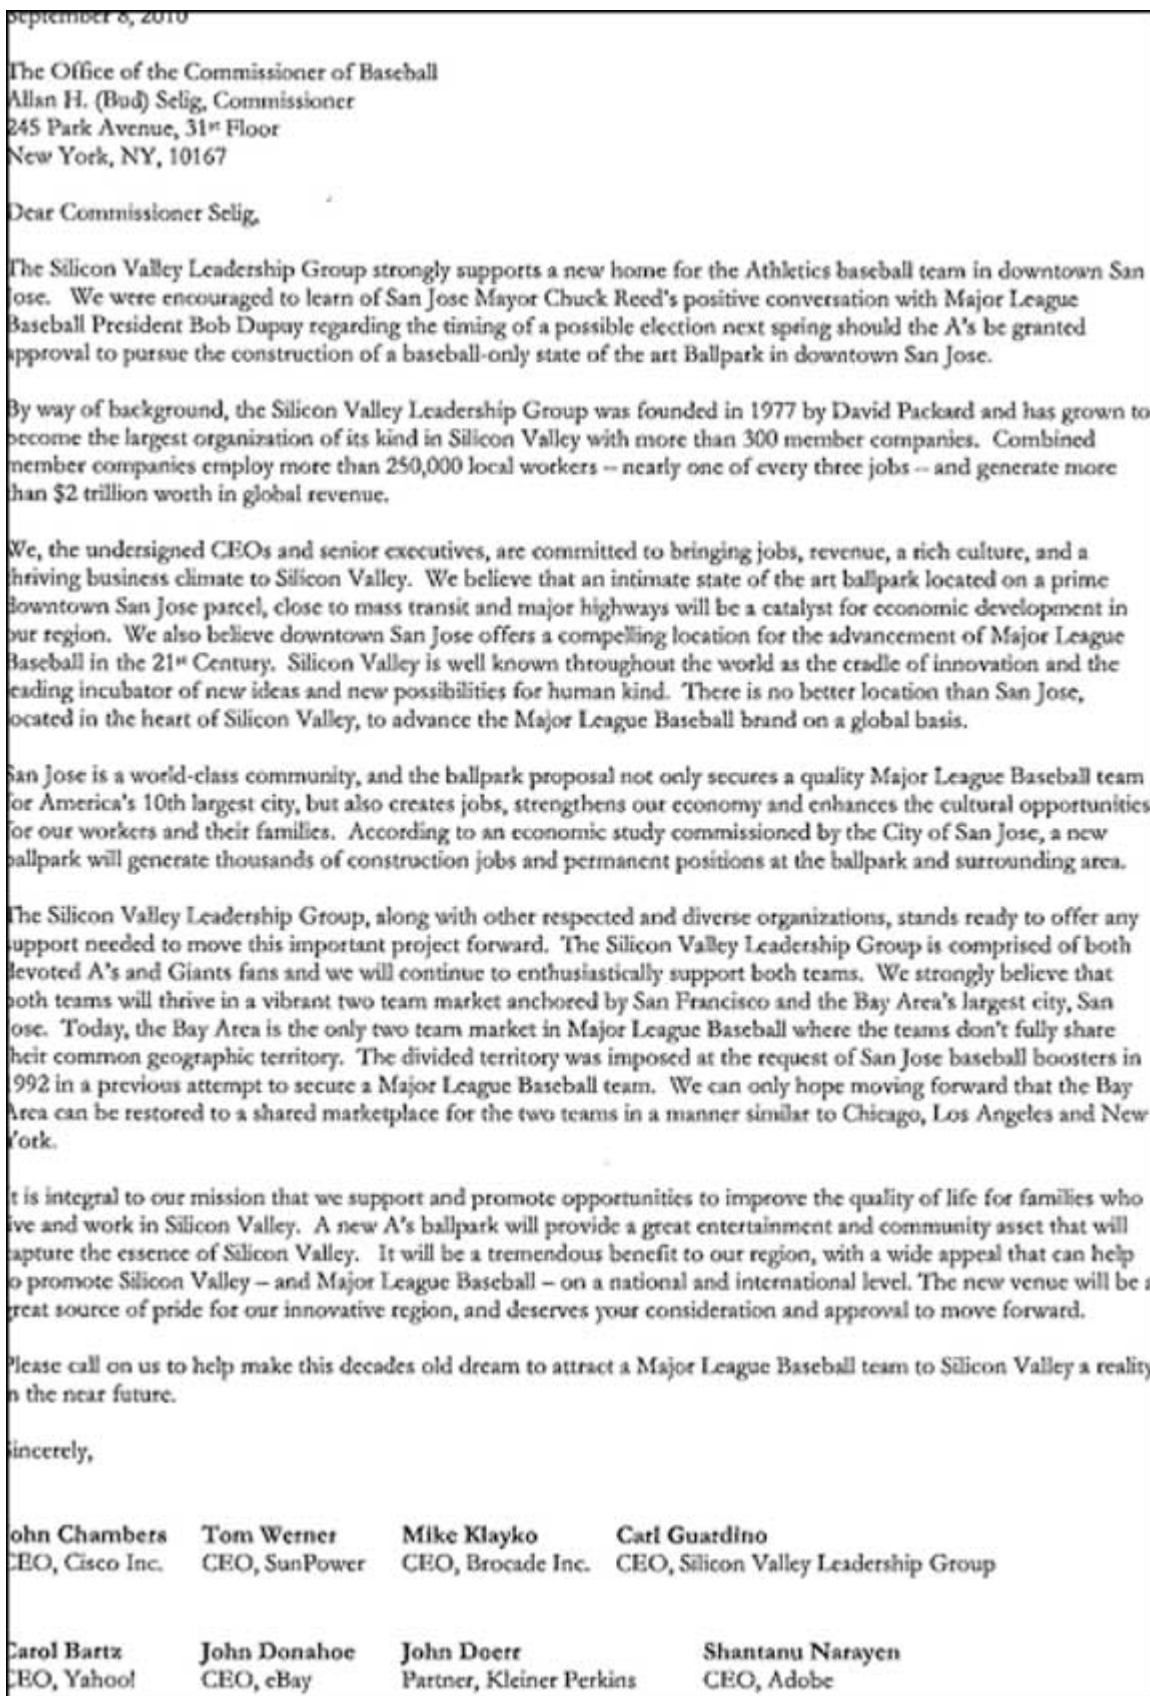 September 8, 2010
The Office of the Commissioner of Baseball
Allan H. (Bud) Selig, Commissioner
245 Park Avenue, 31st Floor
New York, NY, 10167
Dear Commissioner Selig,
The Silicon Valley Leadership Group strongly supports a new home for the Athletics baseball team in downtown San
ose. We were encouraged to learn of San Jose Mayor Chuck Reed's positive conversation with Major League
Baseball President Bob Dupuy regarding the timing of a possible election next spring should the A's be granted
approval to pursue the construction of a baseball-only state of the art Ballpark in downtown San Jose.
By way of background, the Silicon Valley Leadership Group was founded in 1977 by David Packard and has grown to
become the largest organization of its kind in Silicon Valley with more than 300 member companies. Combined
member companies employ more than 250,000 local workers – nearly one of every three jobs – and generate more
than $2 trillion worth in global revenue.
We, the undersigned CEOs and senior executives, are committed to bringing jobs, revenue, a rich culture, and a
thriving business climate to Silicon Valley. We believe that an intimate state of the art ballpark located on a prime
downtown San Jose parcel, close to mass transit and major highways will be a catalyst for economic development in
our region. We also believe downtown San Jose offers a compelling location for the advancement of Major League
Baseball in the 21st Century. Silicon Valley is well known throughout the world as the cradle of innovation and the
eading incubator of new ideas and new possibilities for human kind. There is no better location than San Jose,
ocated in the heart of Silicon Valley, to advance the Major League Baseball brand on a global basis.
San Jose is a world-class community, and the ballpark proposal not only secures a quality Major League Baseball team
for America's 10th largest city, but also creates jobs, strengthens our economy and enhances the cultural opportunities
for our workers and their families. According to an economic study commissioned by the City of San Jose, a new
ballpark will generate thousands of construction jobs and permanent positions at the ballpark and surrounding area.
The Silicon Valley Leadership Group, along with other respected and diverse organizations, stands ready to offer any
upport needed to move this important project forward. The Silicon Valley Leadership Group is comprised of both
devoted A's and Giants fans and we will continue to enthusiastically support both teams. We strongly believe that
both teams will thrive in a vibrant two team market anchored by San Francisco and the Bay Area's largest city, San
ose. Today, the Bay Area is the only two team market in Major League Baseball where the teams don't fully share
heir common geographic territory. The divided territory was imposed at the request of San Jose baseball boosters in
1992 in a previous attempt to secure a Major League Baseball team. We can only hope moving forward that the Bay
Area can be restored to a shared marketplace for the two teams in a manner similar to Chicago, Los Angeles and New
York.
t is integral to our mission that we support and promote opportunities to improve the quality of life for families who
ive and work in Silicon Valley. A new A's ballpark will provide a great entertainment and community asset that will
capture the essence of Silicon Valley. It will be a tremendous benefit to our region, with a wide appeal that can help
o promote Silicon Valley – and Major League Baseball – on a national and international level. The new venue will be a
great source of pride for our innovative region, and deserves your consideration and approval to move forward.
Please call on us to help make this decades old dream to attract a Major League Baseball team to Silicon Valley a reality
n the near future.
Sincerely,
ohn Chambers Tom Werner Mike Klayko Carl Guardino
CEO, Cisco Inc. CEO, SunPower CEO, Brocade Inc. CEO, Silicon Valley Leadership Group
Carol Bartz John Donahoe John Doerr Shantanu Narayen
CEO, Yahoo! CEO, eBay Partner, Kleiner Perkins CEO, Adobe